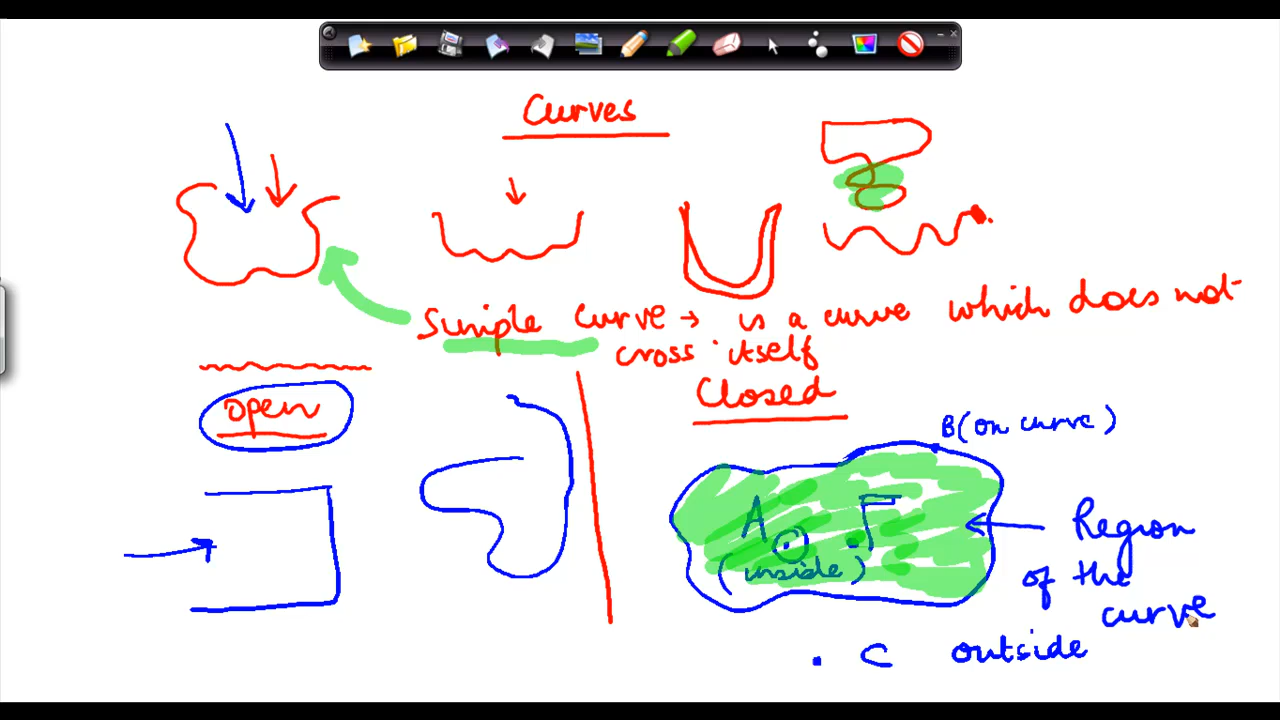 Curves
Simple curve → is a curve which does not
cross itself
Open
Closed
B (on curve)
A
(inside)
Region
of the
curve
C outside